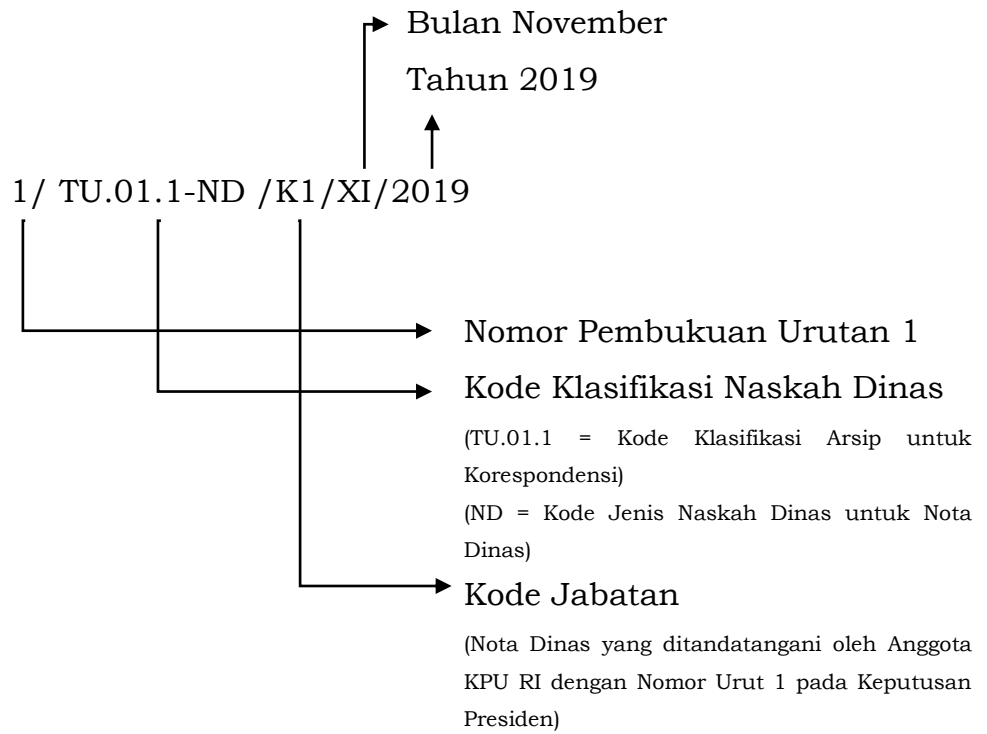 Bulan November
Tahun 2019
1/ TU.01.1-ND /K1/XI/2019
Nomor Pembukuan Urutan 1
Kode Klasifikasi Naskah Dinas
(TU.01.1 = Kode Klasifikasi Arsip untuk
Korespondensi)
(ND = Kode Jenis Naskah Dinas untuk Nota
Dinas)
Kode Jabatan
(Nota Dinas yang ditandatangani oleh Anggota
KPU RI dengan Nomor Urut 1 pada Keputusan
Presiden)